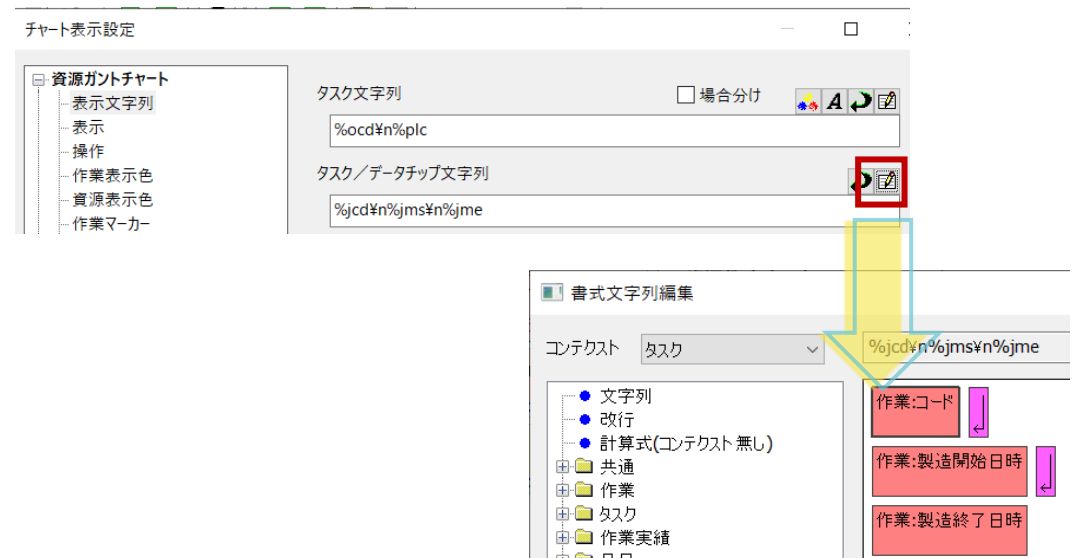 チャート表示設定
資源ガントチャート
表示文字列
表示
操作
作業表示色
資源表示色
作業マーカー
タスク文字列
場合分け
A
%ocd¥n%plc
タスク／データチップ文字列
%jcd¥n%jms¥n%jme
書式文字列編集
コンテクスト
タスク
%jcd¥n%jms¥n%jme
文字列
改行
計算式(コンテクスト無し)
共通
作業
タスク
作業実績
作業:コード
作業:製造開始日時
作業:製造終了日時